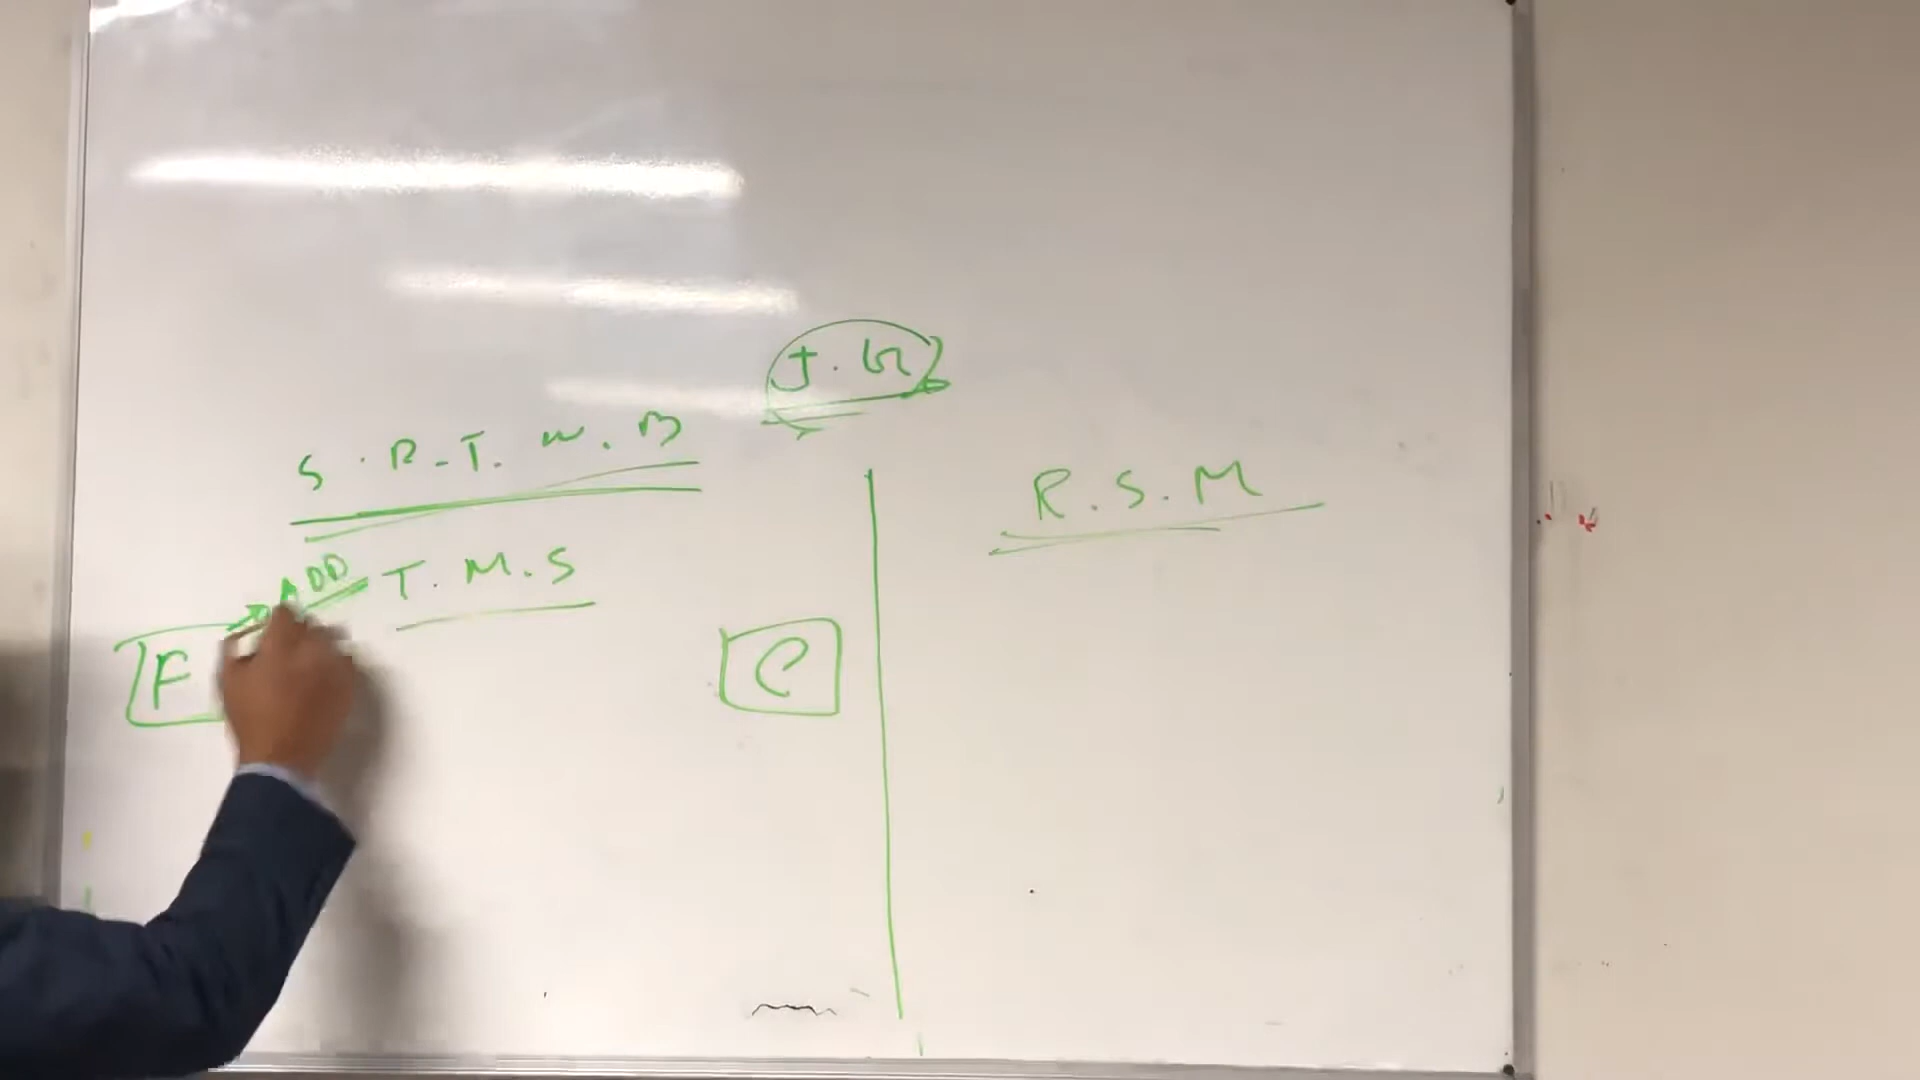 J. G
S. R. T. W. B
R. S. M
ADD
T. M. S
F
C